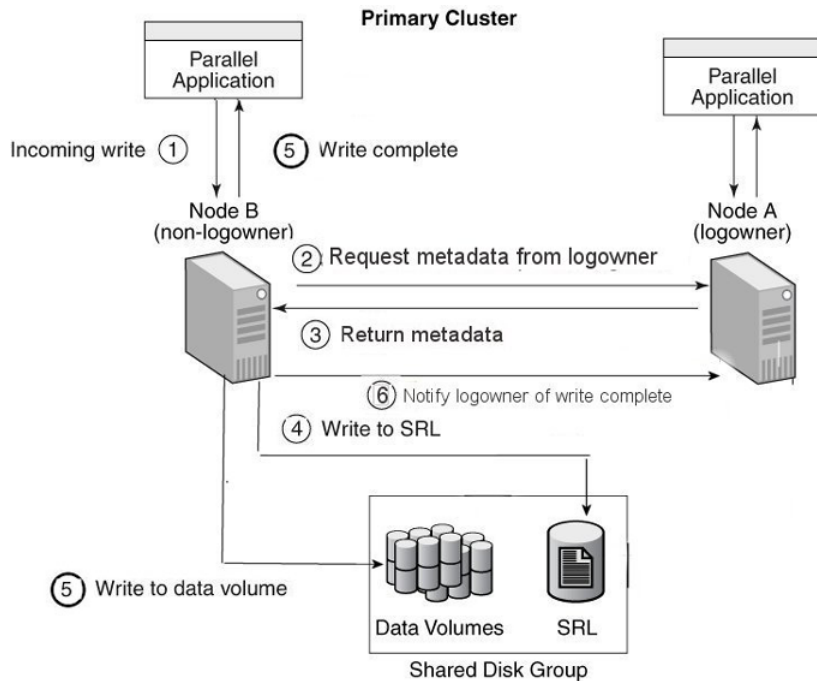 Primary Cluster
Parallel
Application
Parallel
Application
Incoming write 1
5 Write complete
Node B
(non-logowner)
Node A
(logowner)
2 Request metadata from logowner
3 Return metadata
6 Notify logowner of write complete
4 Write to SRL
5 Write to data volume
Data Volumes
SRL
Shared Disk Group